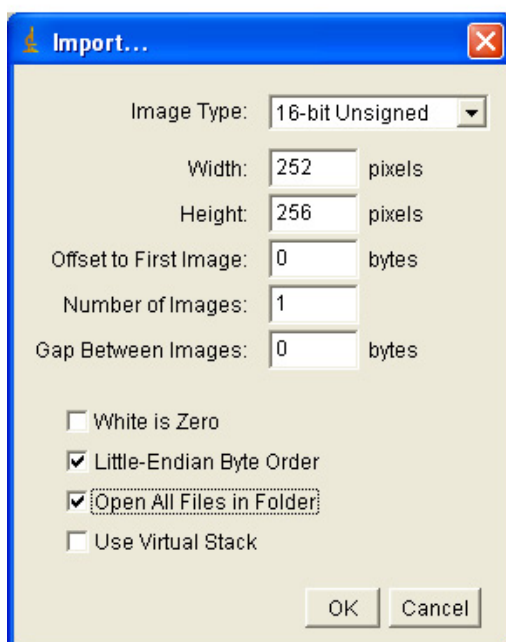 Import...
Image Type: 16-bit Unsigned
Width: 252 pixels
Height: 256 pixels
Offset to First Image: 0 bytes
Number of Images: 1
Gap Between Images: 0 bytes
White is Zero
Little-Endian Byte Order
Open All Files in Folder
Use Virtual Stack
OK Cancel